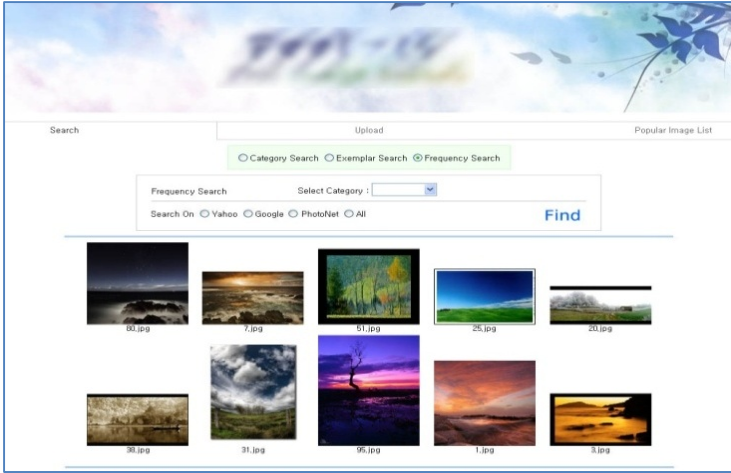 Search Upload Popular Image List
Category Search Exemplar Search Frequency Search
Frequency Search Select Category :
Search On Yahoo Google PhotoNet All Find
80.jpg 7.jpg 51.jpg 25.jpg 20.jpg
38.jpg 31.jpg 95.jpg 1.jpg 3.jpg